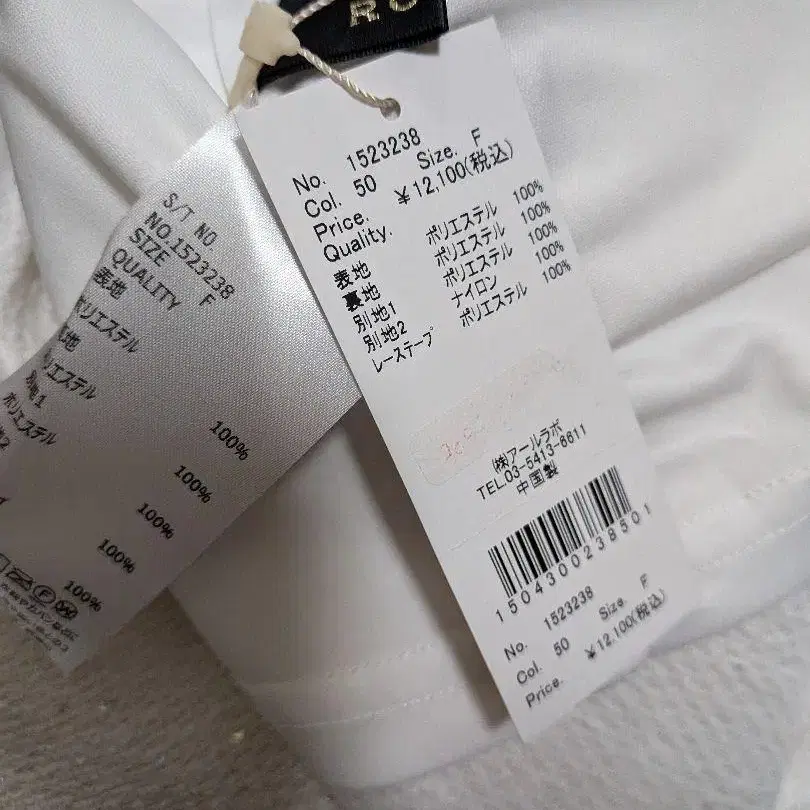 RO
No. 1523238
Col. 50 Size. F
Price. ¥12,100(税込)
Quality.
表地 ポリエステル 100%
裏地 ポリエステル 100%
別地1 ポリエステル 100%
別地2 ナイロン 100%
レーステープ ポリエステル 100%
㈱アールラボ
TEL03-5413-8611
中国製
1504300238501
No. 1523238
Col. 50 Size. F
Price. ¥12,100(税込)
S/T NO
NO.1523238
SIZE F
QUALITY
表地
ポリエステル 100%
ポリエステル 100%
別地1
ポリエステル 100%
100%
100%